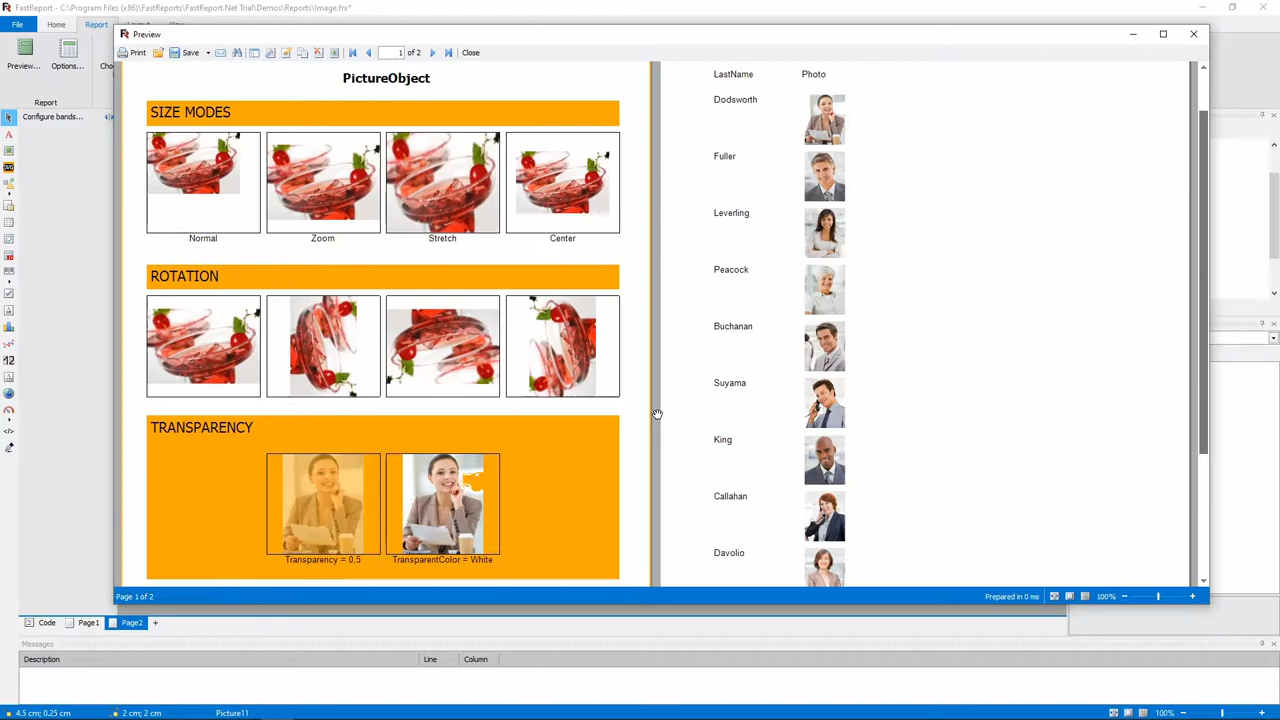 FastReport - C:\Program Files (x86)\FastReports\FastReport.Net Trial\Demos\Reports\Image.frx*
File
Home
Report
Preview...
Options...
Report
Configure bands...
Preview
Print
Save
1 of 2
Close
PictureObject
SIZE MODES
Normal
Zoom
Stretch
Center
ROTATION
TRANSPARENCY
Transparency = 0,5
TransparentColor = White
LastName
Photo
Dodsworth
Fuller
Leverling
Peacock
Buchanan
Suyama
King
Callahan
Davolio
Page 1 of 2
Prepared in 0 ms
100%
Code
Page1
Page2
Messages
Description
Line
Column
4.5 cm; 0,25 cm
2 cm; 2 cm
Picture11
100%